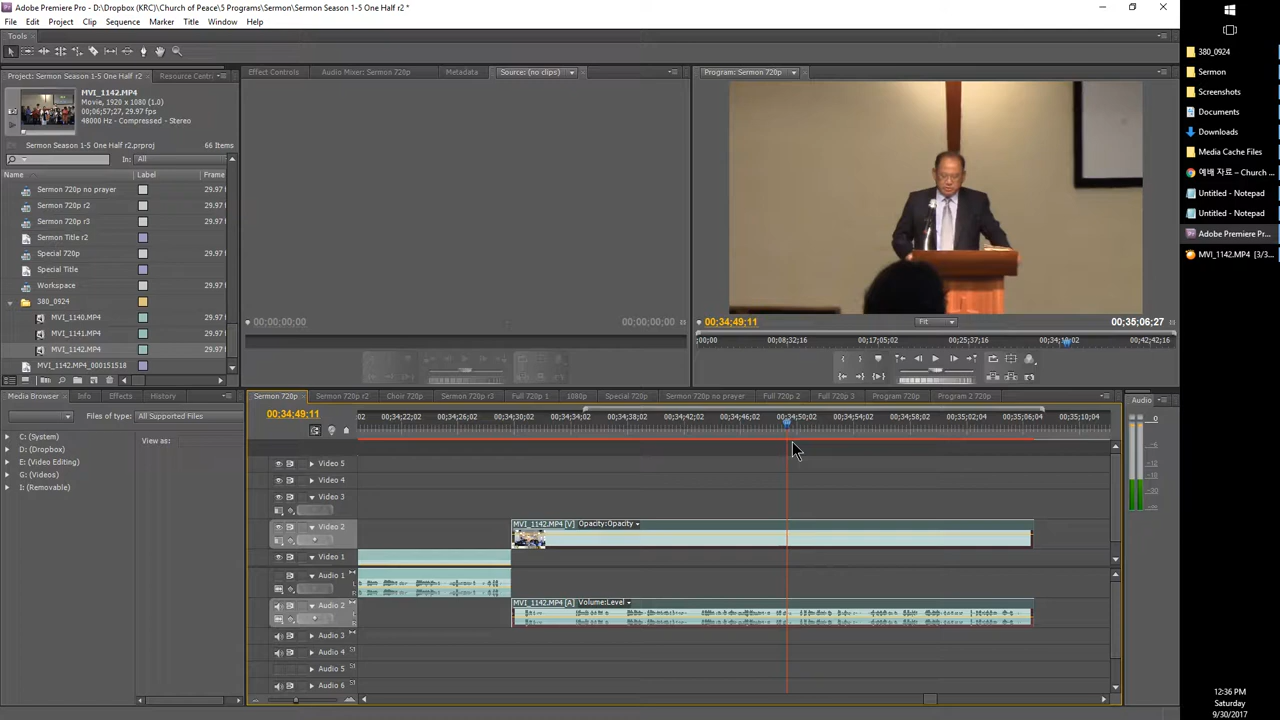 Adobe Premiere Pro - D:\Dropbox (KRC)\Church of Peace\5 Programs\Sermon\Sermon Season 1-5 One Half r2 *
File Edit Project Clip Sequence Marker Title Window Help
Tools
Project: Sermon Season 1-5 One Half r2
Resource Centr
MVI_1142.MP4
Movie, 1920 x 1080 (1.0)
00;06;57;27, 29.97 fps
48000 Hz - Compressed - Stereo
Sermon Season 1-5 One Half r2.prproj 66 Items
In: All
Name Label Frame
Sermon 720p no prayer 29.97
Sermon 720p r2 29.97
Sermon 720p r3 29.97
Sermon Title r2
Special 720p 29.97
Special Title
Workspace 29.97
380_0924
MVI_1140.MP4 29.97
MVI_1141.MP4 29.97
MVI_1142.MP4 29.97
MVI_1142.MP4_000151518
Effect Controls Audio Mixer: Sermon 720p Metadata Source: (no clips)
00;00;00;00 00;00;00;00
Program: Sermon 720p
00;34;49;11 Fit 00;35;06;27
;00;00 00;08;32;16 00;17;05;02 00;25;37;16 00;34;10;02 00;42;42;16
Media Browser Info Effects History
Files of type: All Supported Files
View as:
C: (System)
D: (Dropbox)
E: (Video Editing)
G: (Videos)
I: (Removable)
Sermon 720p Sermon 720p r2 Choir 720p Sermon 720p r3 Full 720p 1 1080p Special 720p Sermon 720p no prayer Full 720p 2 Full 720p 3 Program 720p Program 2 720p
00;34;49;11
02 00;34;22;02 00;34;26;02 00;34;30;02 00;34;34;02 00;34;38;02 00;34;42;02 00;34;46;02 00;34;50;02 00;34;54;02 00;34;58;02 00;35;02;04 00;35;06;04 00;35;10;04
Video 5
Video 4
Video 3
Video 2
MVI_1142.MP4 [V] Opacity:Opacity
Video 1
Audio 1
Audio 2
MVI_1142.MP4 [A] Volume:Level
Audio 3
Audio 4
Audio 5
Audio 6
Audio
0
-6
-12
-18
-30
380_0924
Sermon
Screenshots
Documents
Downloads
Media Cache Files
예배 자료 – Church ...
Untitled - Notepad
Untitled - Notepad
Adobe Premiere Pr...
MVI_1142.MP4 [3/3...
12:36 PM
Saturday
9/30/2017